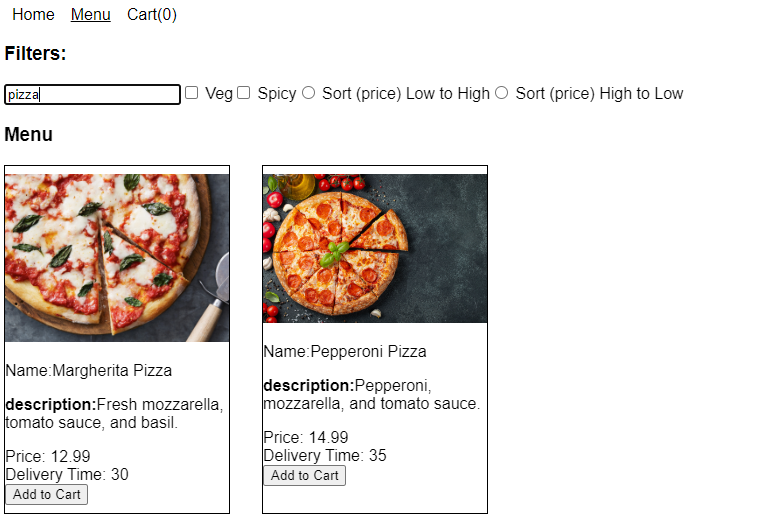 Home Menu Cart(0)
Filters:
pizza Veg Spicy Sort (price) Low to High Sort (price) High to Low
Menu
Name:Margherita Pizza
description:Fresh mozzarella,
tomato sauce, and basil.
Price: 12.99
Delivery Time: 30
Add to Cart
Name:Pepperoni Pizza
description:Pepperoni,
mozzarella, and tomato sauce.
Price: 14.99
Delivery Time: 35
Add to Cart